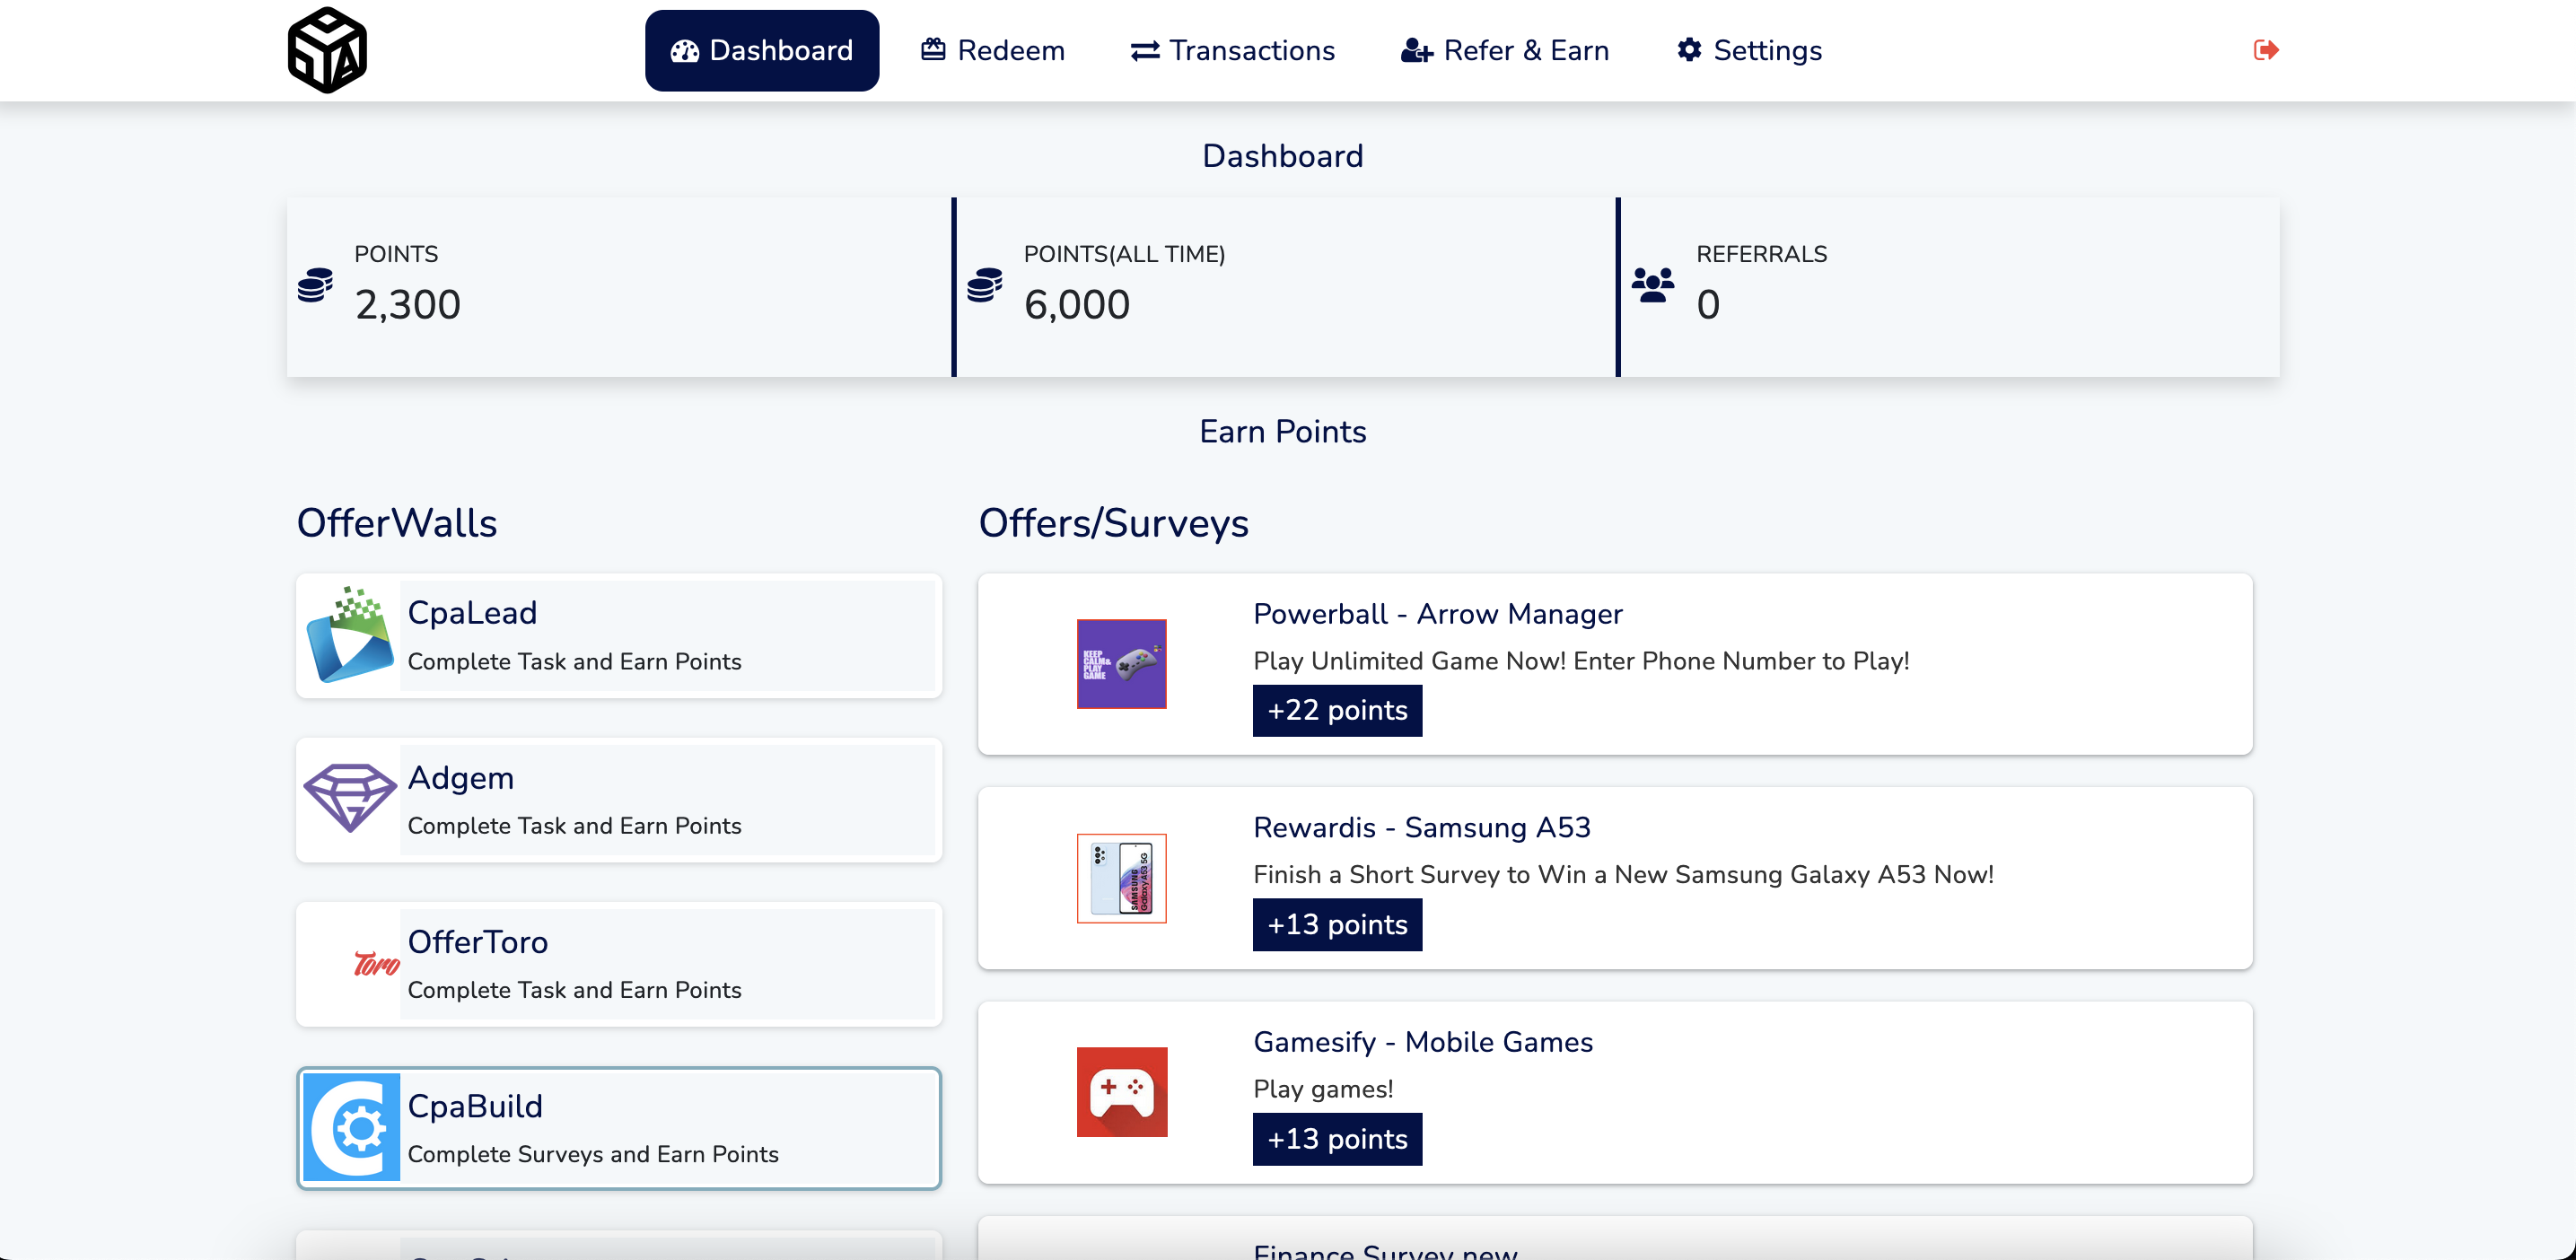 Dashboard
Redeem
Transactions
Refer & Earn
Settings
Dashboard
POINTS
2,300
POINTS(ALL TIME)
6,000
REFERRALS
0
Earn Points
OfferWalls
CpaLead
Complete Task and Earn Points
Adgem
Complete Task and Earn Points
Toro
OfferToro
Complete Task and Earn Points
CpaBuild
Complete Surveys and Earn Points
Offers/Surveys
KEEP
CALM&
PLAY
GAME
Powerball - Arrow Manager
Play Unlimited Game Now! Enter Phone Number to Play!
+22 points
SAMSUNG
Galaxy A53 5G
Rewardis - Samsung A53
Finish a Short Survey to Win a New Samsung Galaxy A53 Now!
+13 points
Gamesify - Mobile Games
Play games!
+13 points
Finance Survey new